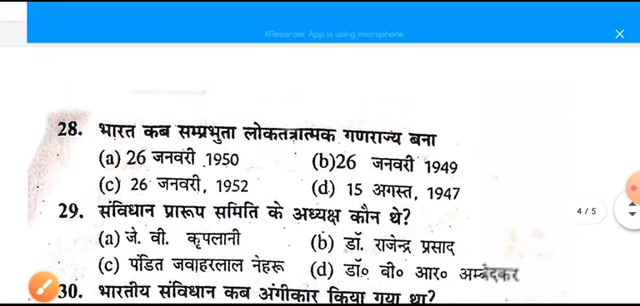 XRecorder App is using microphone
28. भारत कब सम्प्रभुता लोकतत्रात्मक गणराज्य बना
(a) 26 जनवरी .1950 (b)26 जनवरी 1949
(c) 26 जनवरी, 1952 (d) 15 अगस्त, 1947
29. संविधान प्रारूप समिति के अध्यक्ष कौन थे?
(a) जे. वी. कृपलानी (b) डॉ. राजेन्द्र प्रसाद
(c) पंडित जवाहरलाल नेहरू (d) डॉ० बी० आर० अम्बेदकर
30. भारतीय संविधान कब अंगीकार किया गया था?
4 / 5